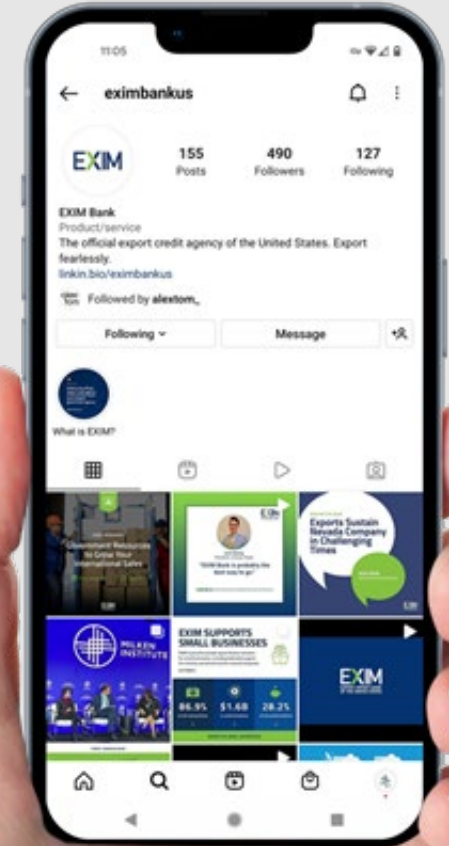 11:05
eximbankus
EXIM
155
490
127
Posts
Followers
Following
EXIM Bank
Product/service
The official export credit agency of the United States. Export
fearlessly.
linkin.bio/eximbankus
Followed by alextom_
Following
Message
What is EXIM?
Government Resources
to Grow Your
International Sales
EXIM
"EXIM Bank is probably the
best way to go"
Exports Sustain
Nevada Company
in Challenging
Times
EXIM
MILKEN
INSTITUTE
EXIM SUPPORTS
SMALL BUSINESSES
86.9%
$1.6B
28.2%
EXIM